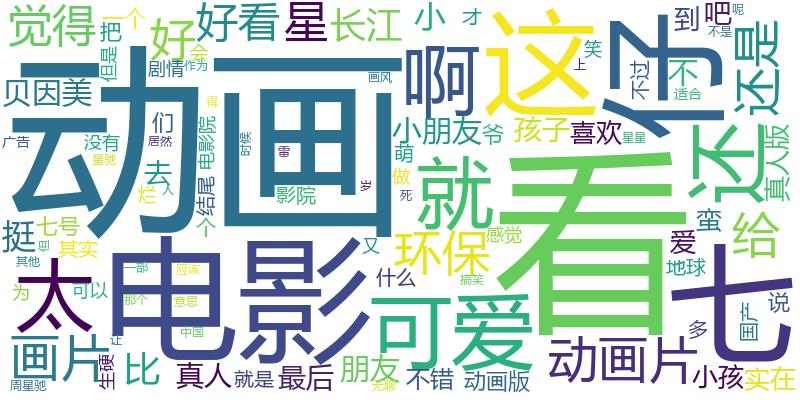 觉得 一个 好看 星 长江 小 才 这 仔 到 吧 呢
但是 把 好 会 啊 笑 上 不是
剧情 作为 画风 不过 不 还是
贝因美 动画 得 小朋友 爷 孩子 喜欢 适合
广告 没有 们 居然 电影院 时候 雷 萌 星星 还 真人版
星驰 去 烂 人 结尾 影院 岁 做 死 就 看
挺 七号 个 又 环保 感觉 爱 蛮 给
其实 他 其他 太 电影 一部 应该 什么 搞笑 地球 七
为 可以 那个 意思 可爱 多 国产 说
中国 让
画片 生硬 比 朋友 动画片
周星驰 真人 就是 最后 无聊 不错 动画版 小孩 实在